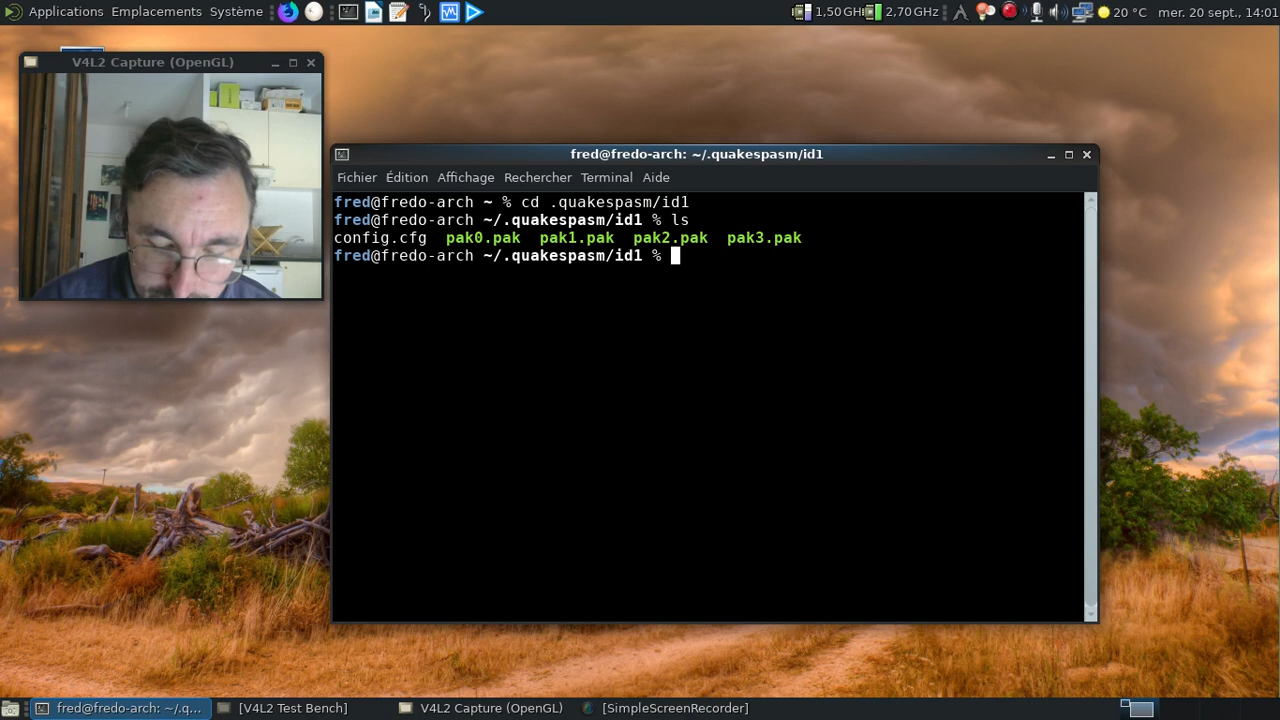 Applications Emplacements Système
1,50 GHz 2,70 GHz 20 °C mer. 20 sept., 14:01
V4L2 Capture (OpenGL)
fred@fredo-arch: ~/.quakespasm/id1
Fichier Édition Affichage Rechercher Terminal Aide
fred@fredo-arch ~ % cd .quakespasm/id1
fred@fredo-arch ~/.quakespasm/id1 % ls
config.cfg pak0.pak pak1.pak pak2.pak pak3.pak
fred@fredo-arch ~/.quakespasm/id1 %
fred@fredo-arch: ~/.q... [V4L2 Test Bench] V4L2 Capture (OpenGL) [SimpleScreenRecorder]